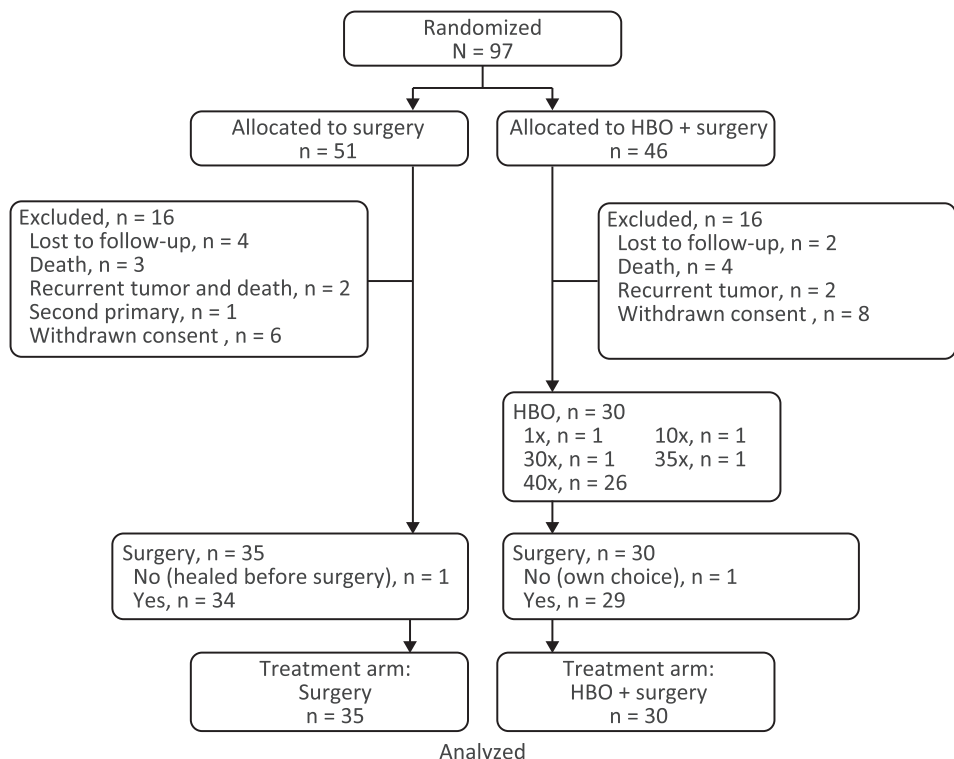 Randomized
N = 97
Allocated to surgery
n = 51
Allocated to HBO + surgery
n = 46
Excluded, n = 16
Lost to follow-up, n = 4
Death, n = 3
Recurrent tumor and death, n = 2
Second primary, n = 1
Withdrawn consent , n = 6
Excluded, n = 16
Lost to follow-up, n = 2
Death, n = 4
Recurrent tumor, n = 2
Withdrawn consent , n = 8
HBO, n = 30
1x, n = 1 10x, n = 1
30x, n = 1 35x, n = 1
40x, n = 26
Surgery, n = 35
No (healed before surgery), n = 1
Yes, n = 34
Surgery, n = 30
No (own choice), n = 1
Yes, n = 29
Treatment arm:
Surgery
n = 35
Treatment arm:
HBO + surgery
n = 30
Analyzed